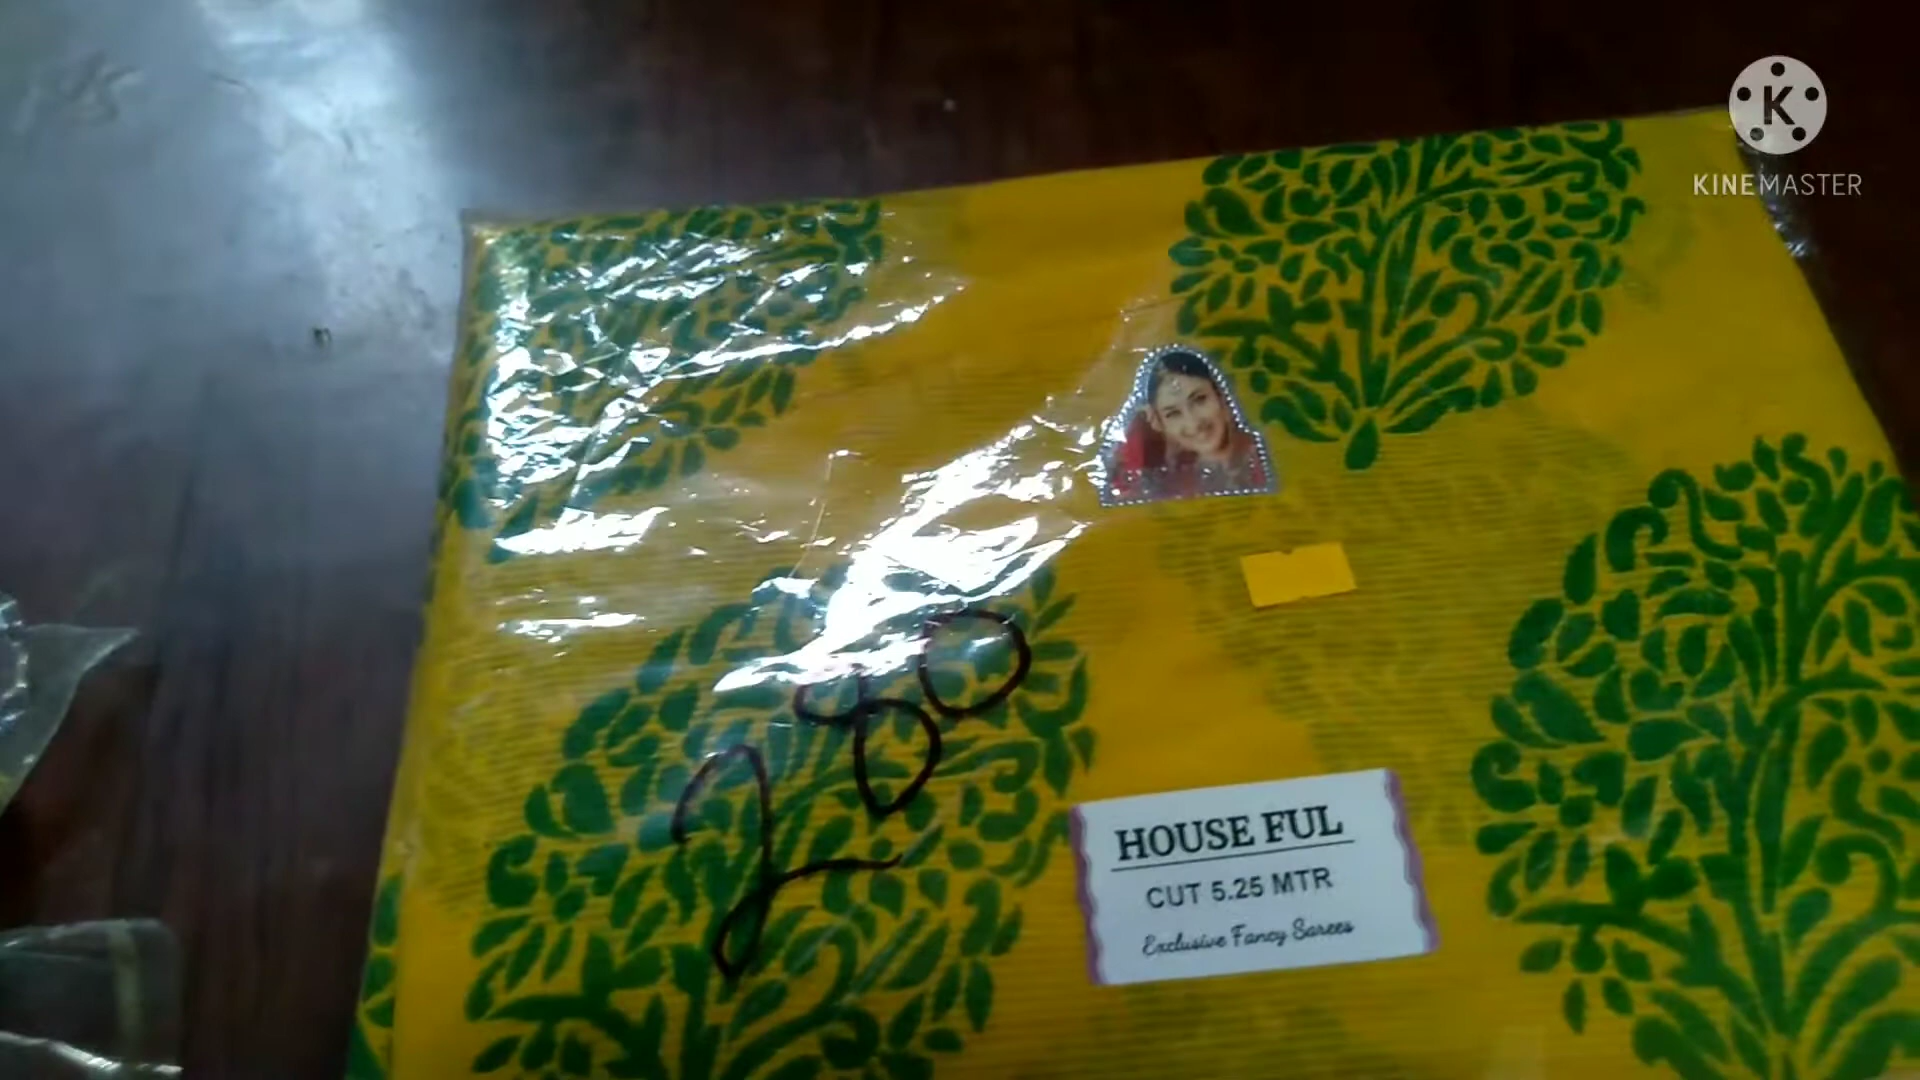 K
KINEMASTER
280
HOUSE FUL
CUT 5.25 MTR
Exclusive Fancy Sarees